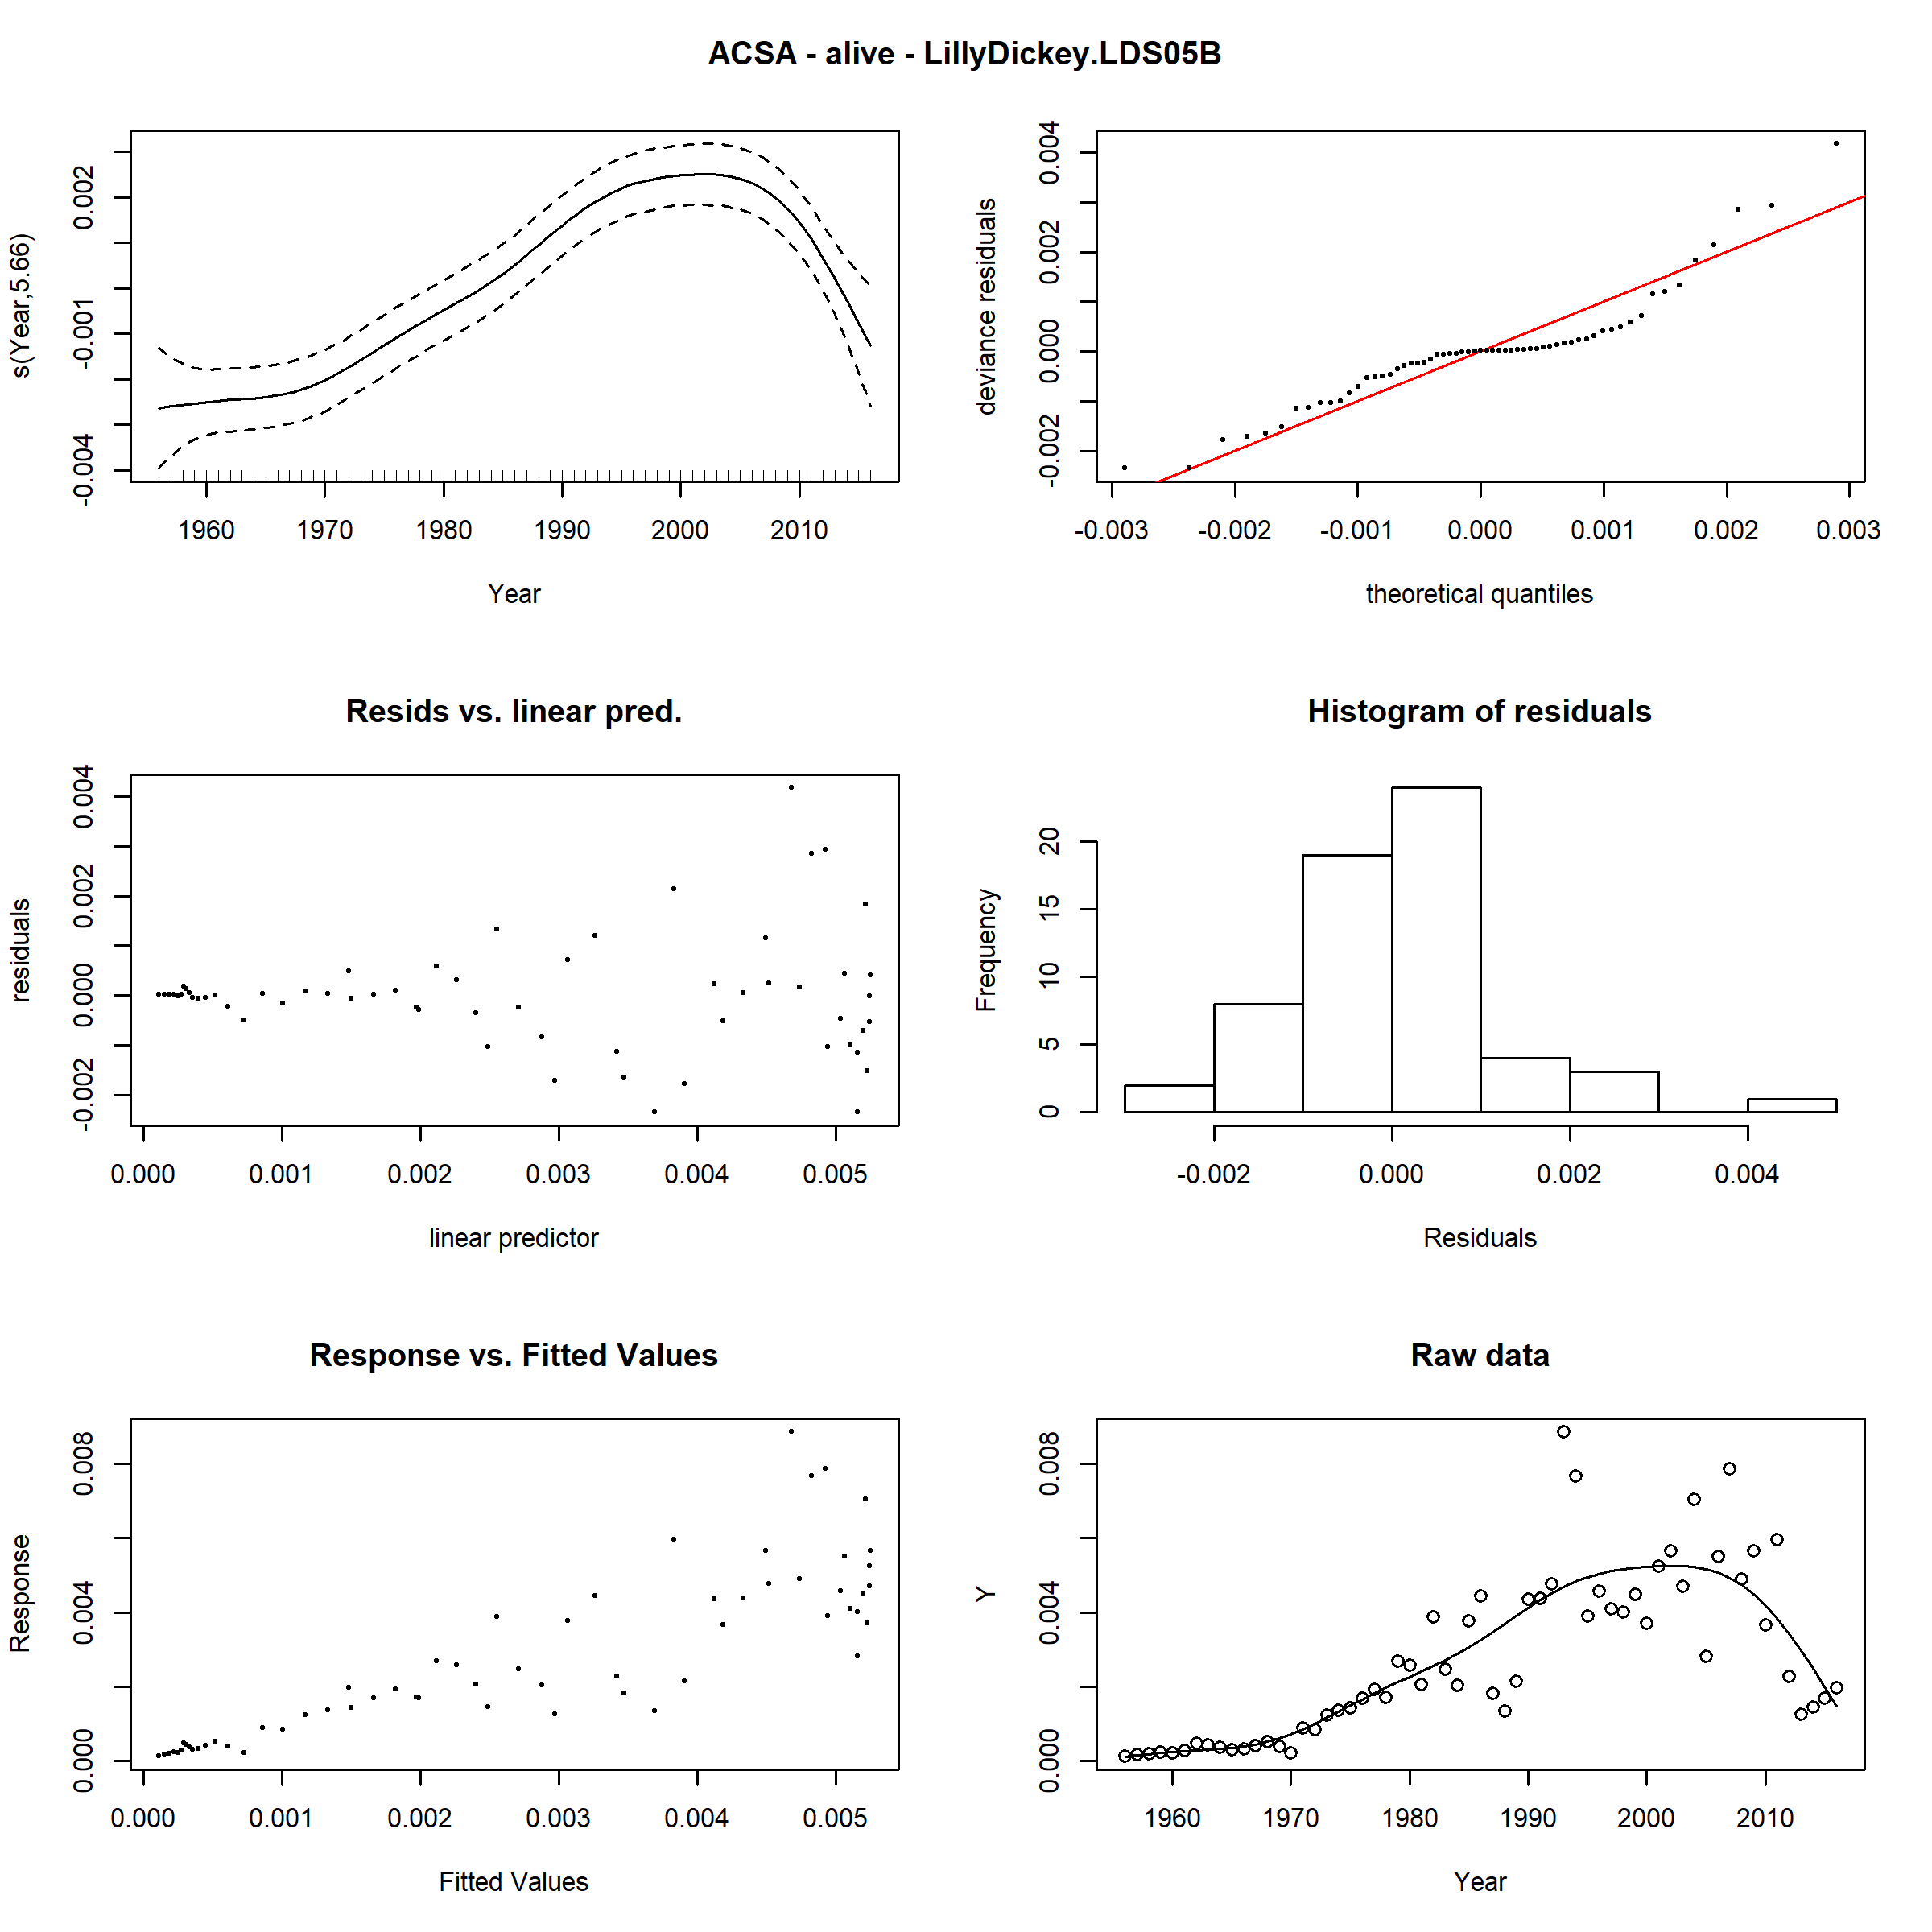 ACSA - alive - LillyDickey.LDS05B
s(Year,5.66)
0.002
-0.001
-0.004
1960 1970 1980 1990 2000 2010
Year
deviance residuals
0.004
0.002
0.000
-0.002
-0.003 -0.002 -0.001 0.000 0.001 0.002 0.003
theoretical quantiles
Resids vs. linear pred.
residuals
0.004
0.002
0.000
-0.002
0.000 0.001 0.002 0.003 0.004 0.005
linear predictor
Histogram of residuals
Frequency
20
15
10
5
0
-0.002 0.000 0.002 0.004
Residuals
Response vs. Fitted Values
Response
0.008
0.004
0.000
0.000 0.001 0.002 0.003 0.004 0.005
Fitted Values
Raw data
Y
0.008
0.004
0.000
1960 1970 1980 1990 2000 2010
Year